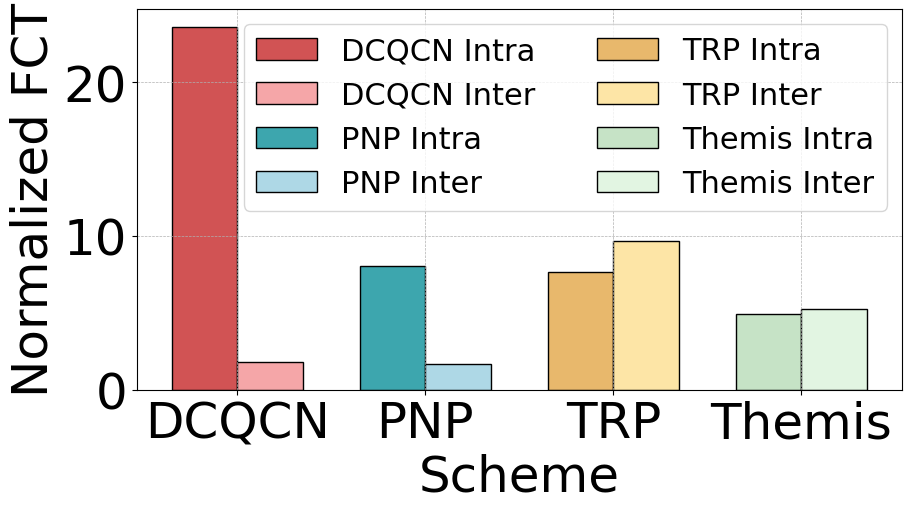 Normalized FCT
20
10
0
DCQCN Intra
DCQCN Inter
PNP Intra
PNP Inter
TRP Intra
TRP Inter
Themis Intra
Themis Inter
DCQCN PNP TRP Themis
Scheme